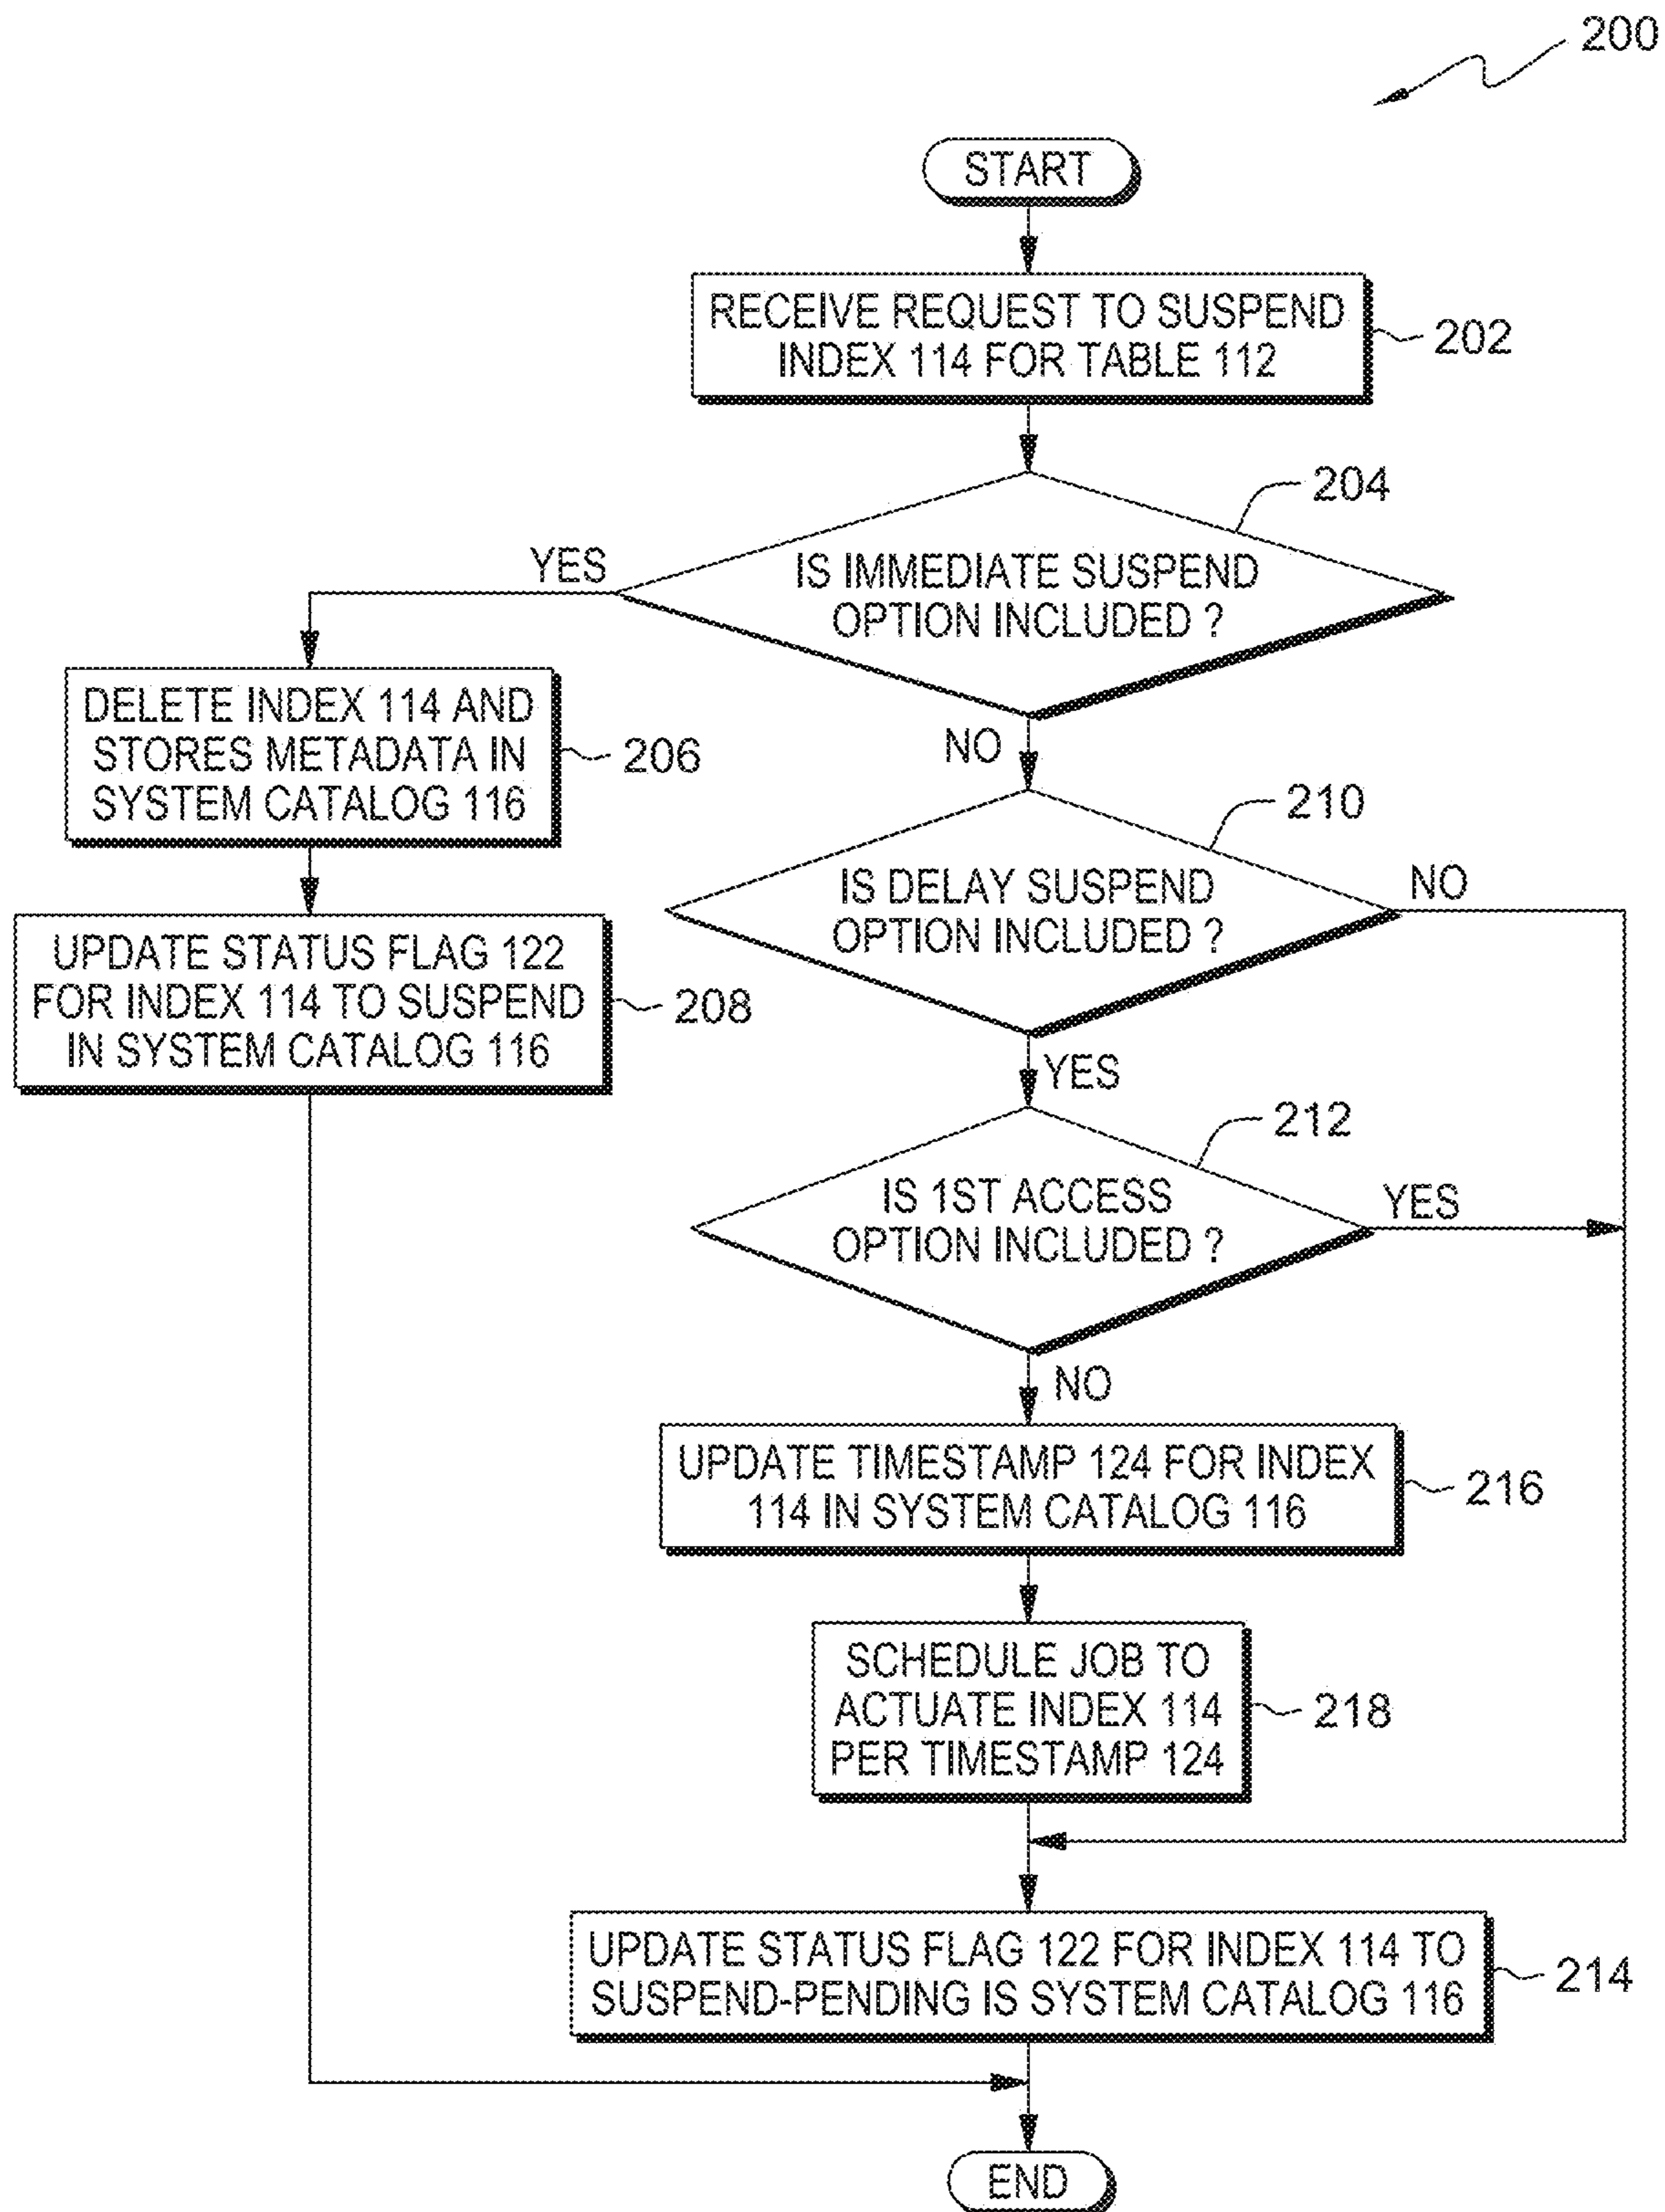 200
START
RECEIVE REQUEST TO SUSPEND
INDEX 114 FOR TABLE 112
202
204
IS IMMEDIATE SUSPEND
OPTION INCLUDED ?
YES
NO
DELETE INDEX 114 AND
STORES METADATA IN
SYSTEM CATALOG 116
206
UPDATE STATUS FLAG 122
FOR INDEX 114 TO SUSPEND
IN SYSTEM CATALOG 116
208
210
IS DELAY SUSPEND
OPTION INCLUDED ?
NO
YES
212
IS 1ST ACCESS
OPTION INCLUDED ?
YES
NO
UPDATE TIMESTAMP 124 FOR INDEX
114 IN SYSTEM CATALOG 116
216
SCHEDULE JOB TO
ACTUATE INDEX 114
PER TIMESTAMP 124
218
UPDATE STATUS FLAG 122 FOR INDEX 114 TO
SUSPEND-PENDING IS SYSTEM CATALOG 116
214
END